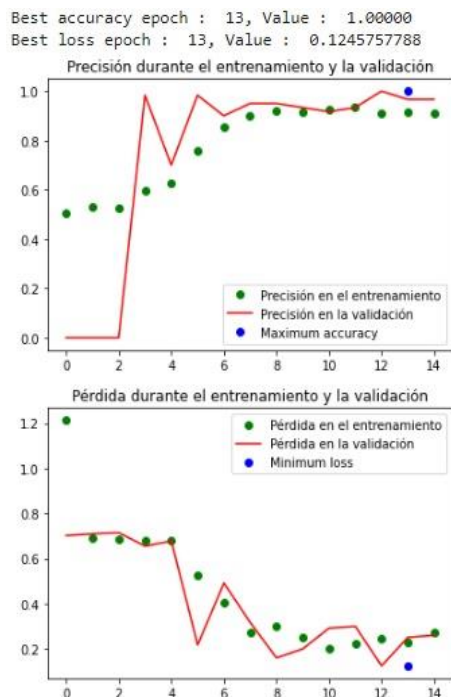 Best accuracy epoch :  13, Value :  1.00000
Best loss epoch :  13, Value :  0.1245757788
Precisión durante el entrenamiento y la validación
1.0
0.8
0.6
0.4
0.2
0.0
Precisión en el entrenamiento
Precisión en la validación
Maximum accuracy
0 2 4 6 8 10 12 14
Pérdida durante el entrenamiento y la validación
1.2
1.0
0.8
0.6
0.4
0.2
Pérdida en el entrenamiento
Pérdida en la validación
Minimum loss
0 2 4 6 8 10 12 14